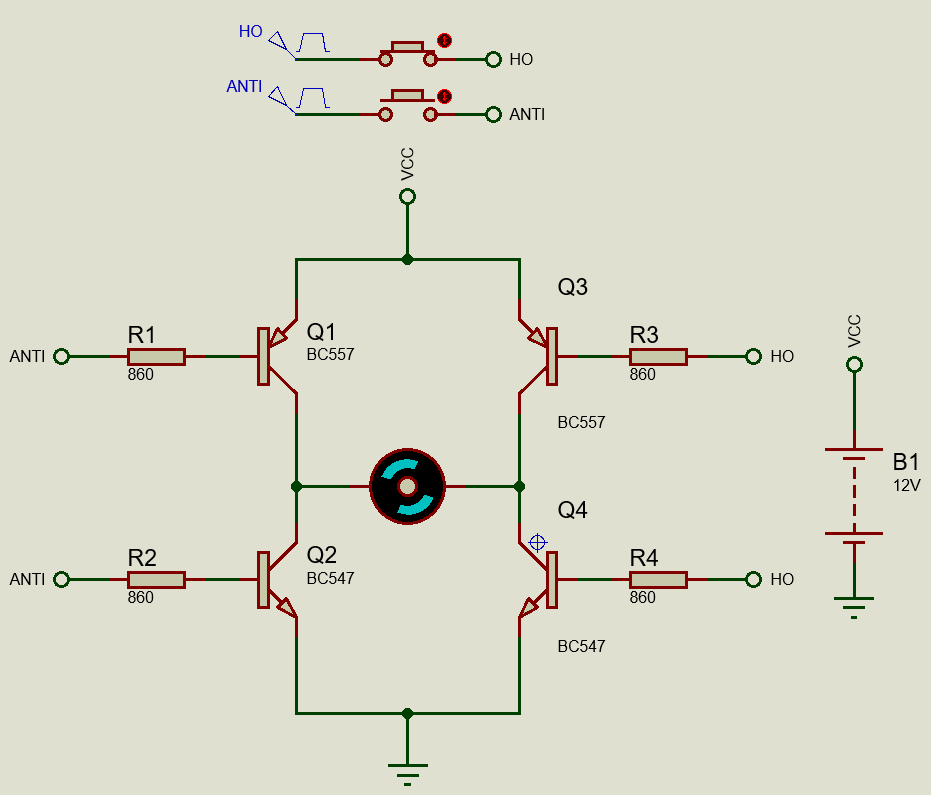 HO
HO
ANTI
ANTI
VCC
Q3
R1
Q1
R3
VCC
ANTI
BC557
HO
860
860
BC557
B1
12V
Q4
R2
Q2
R4
ANTI
BC547
HO
860
860
BC547